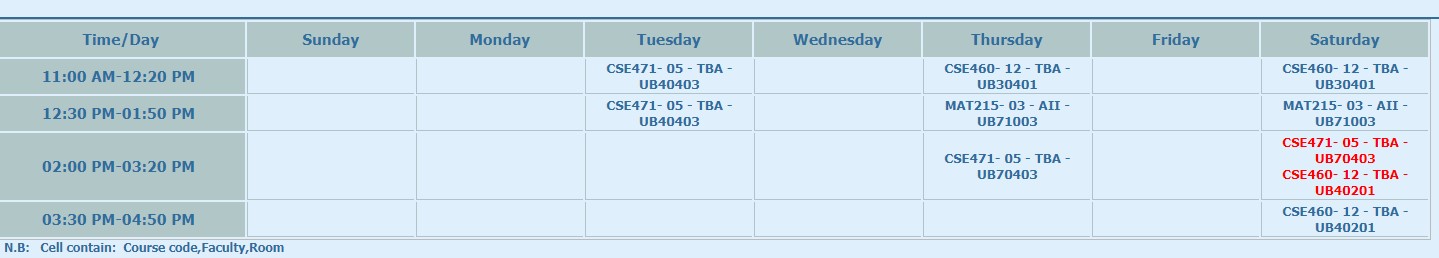 Time/Day Sunday Monday Tuesday Wednesday Thursday Friday Saturday
11:00 AM-12:20 PM
CSE471- 05 - TBA -
UB40403
CSE460- 12 - TBA -
UB30401
CSE460- 12 - TBA -
UB30401
12:30 PM-01:50 PM
CSE471- 05 - TBA -
UB40403
MAT215- 03 - AII -
UB71003
MAT215- 03 - AII -
UB71003
02:00 PM-03:20 PM
CSE471- 05 - TBA -
UB70403
CSE471- 05 - TBA -
UB70403
CSE460- 12 - TBA -
UB40201
03:30 PM-04:50 PM
CSE460- 12 - TBA -
UB40201
N.B: Cell contain: Course code,Faculty,Room